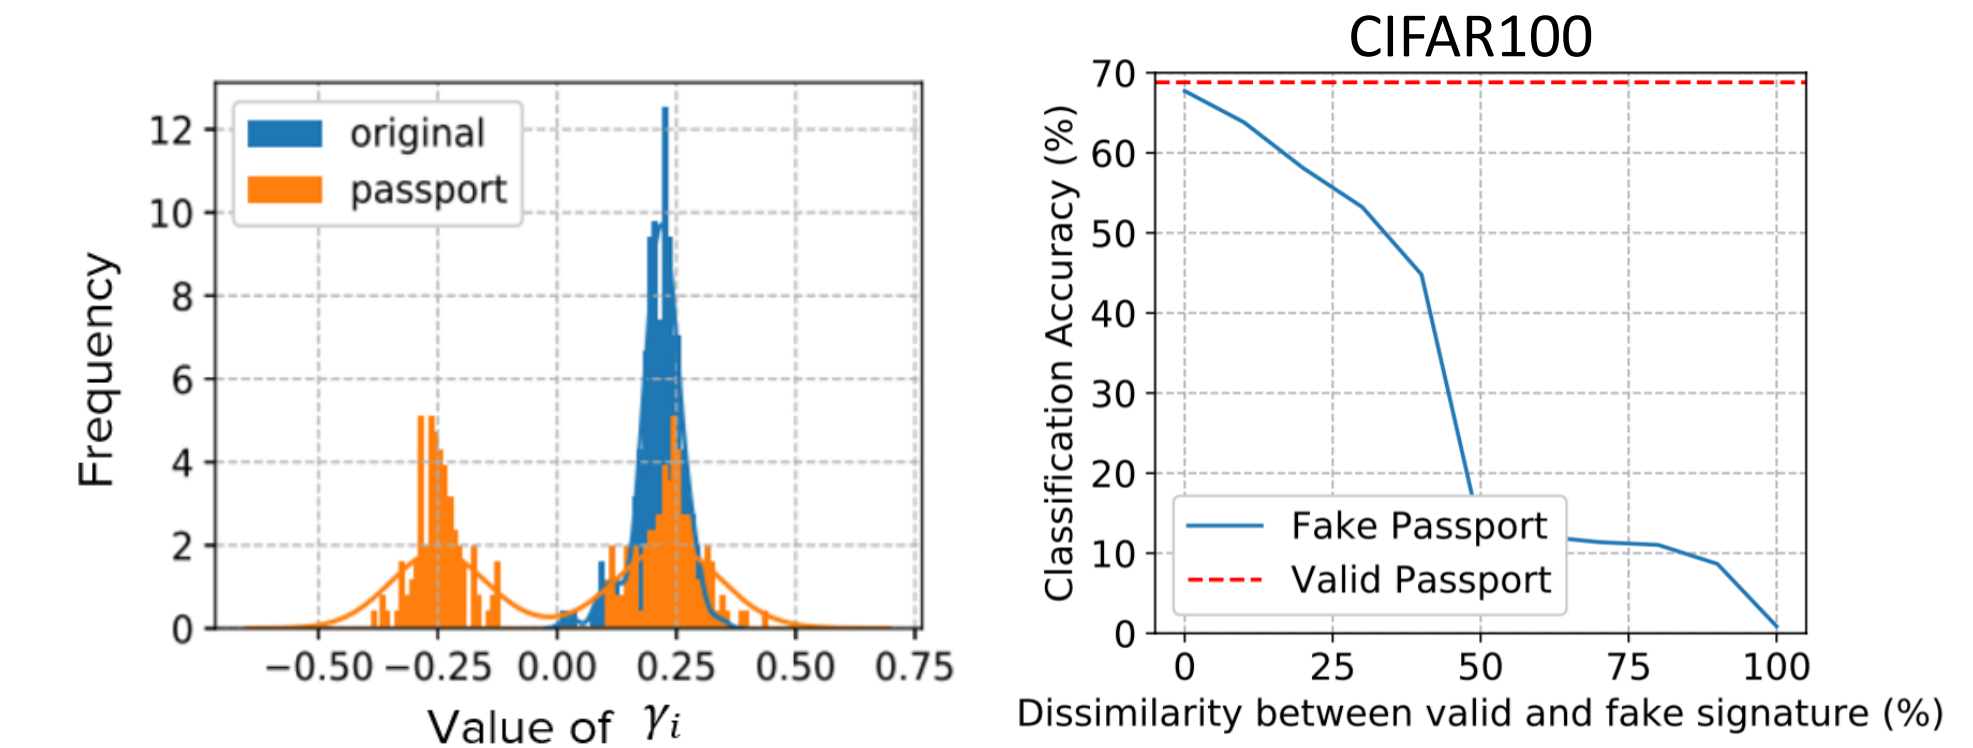 original
passport
12
10
8
6
4
2
0
Frequency
−0.50 −0.25 0.00 0.25 0.50 0.75
Value of γi
CIFAR100
70
60
50
40
30
20
10
0
Classification Accuracy (%)
Fake Passport
Valid Passport
0 25 50 75 100
Dissimilarity between valid and fake signature (%)